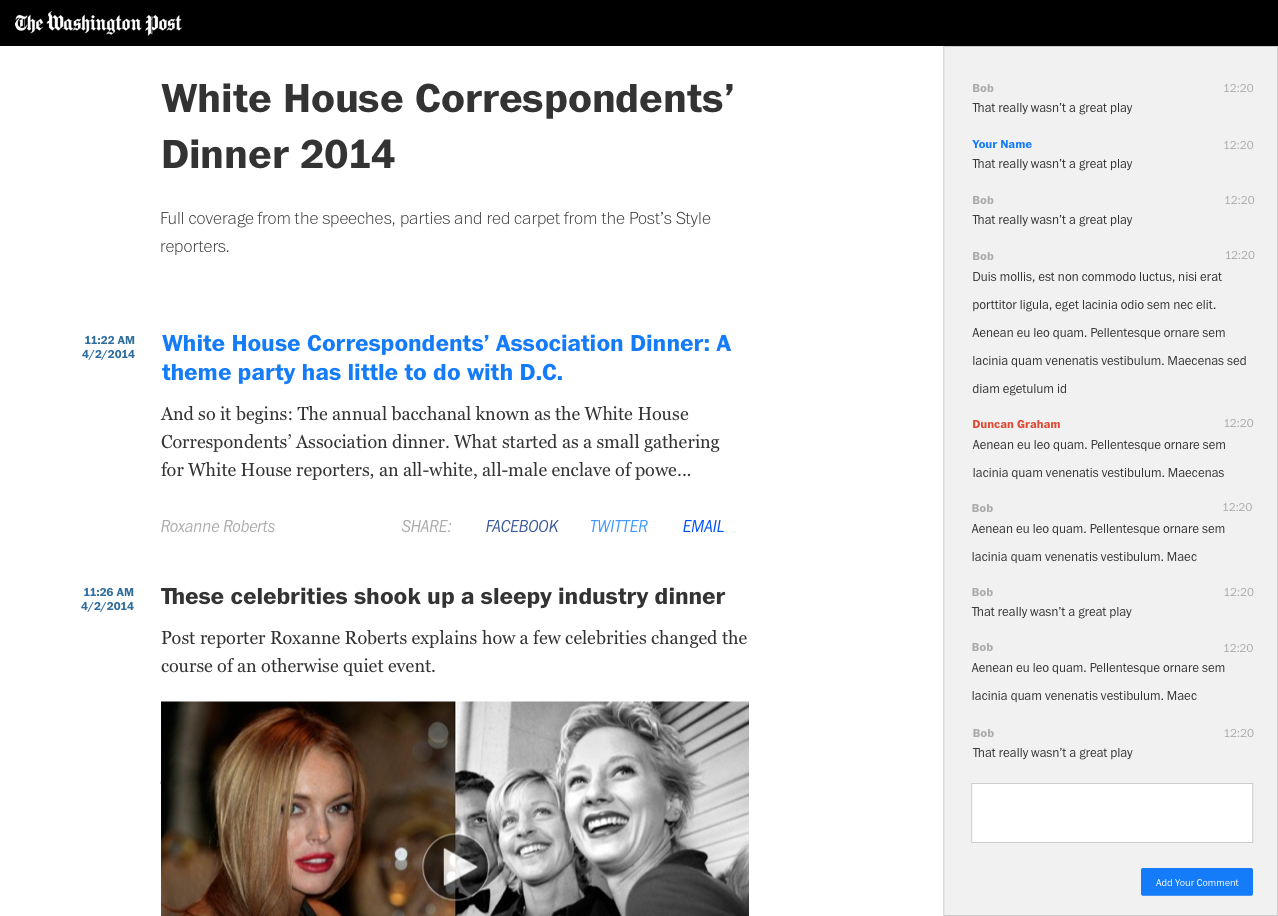 The Washington Post
White House Correspondents’
Dinner 2014
Full coverage from the speeches, parties and red carpet from the Post’s Style
reporters.
11:22 AM
4/2/2014
White House Correspondents’ Association Dinner: A
theme party has little to do with D.C.
And so it begins: The annual bacchanal known as the White House
Correspondents’ Association dinner. What started as a small gathering
for White House reporters, an all-white, all-male enclave of powe...
Roxanne Roberts SHARE: FACEBOOK TWITTER EMAIL
11:26 AM
4/2/2014
These celebrities shook up a sleepy industry dinner
Post reporter Roxanne Roberts explains how a few celebrities changed the
course of an otherwise quiet event.
Bob 12:20
That really wasn’t a great play
Your Name 12:20
That really wasn’t a great play
Bob 12:20
That really wasn’t a great play
Bob 12:20
Duis mollis, est non commodo luctus, nisi erat
porttitor ligula, eget lacinia odio sem nec elit.
Aenean eu leo quam. Pellentesque ornare sem
lacinia quam venenatis vestibulum. Maecenas sed
diam egetulum id
Duncan Graham 12:20
Aenean eu leo quam. Pellentesque ornare sem
lacinia quam venenatis vestibulum. Maecenas
Bob 12:20
Aenean eu leo quam. Pellentesque ornare sem
lacinia quam venenatis vestibulum. Maec
Bob 12:20
That really wasn’t a great play
Bob 12:20
Aenean eu leo quam. Pellentesque ornare sem
lacinia quam venenatis vestibulum. Maec
Bob 12:20
That really wasn’t a great play
Add Your Comment